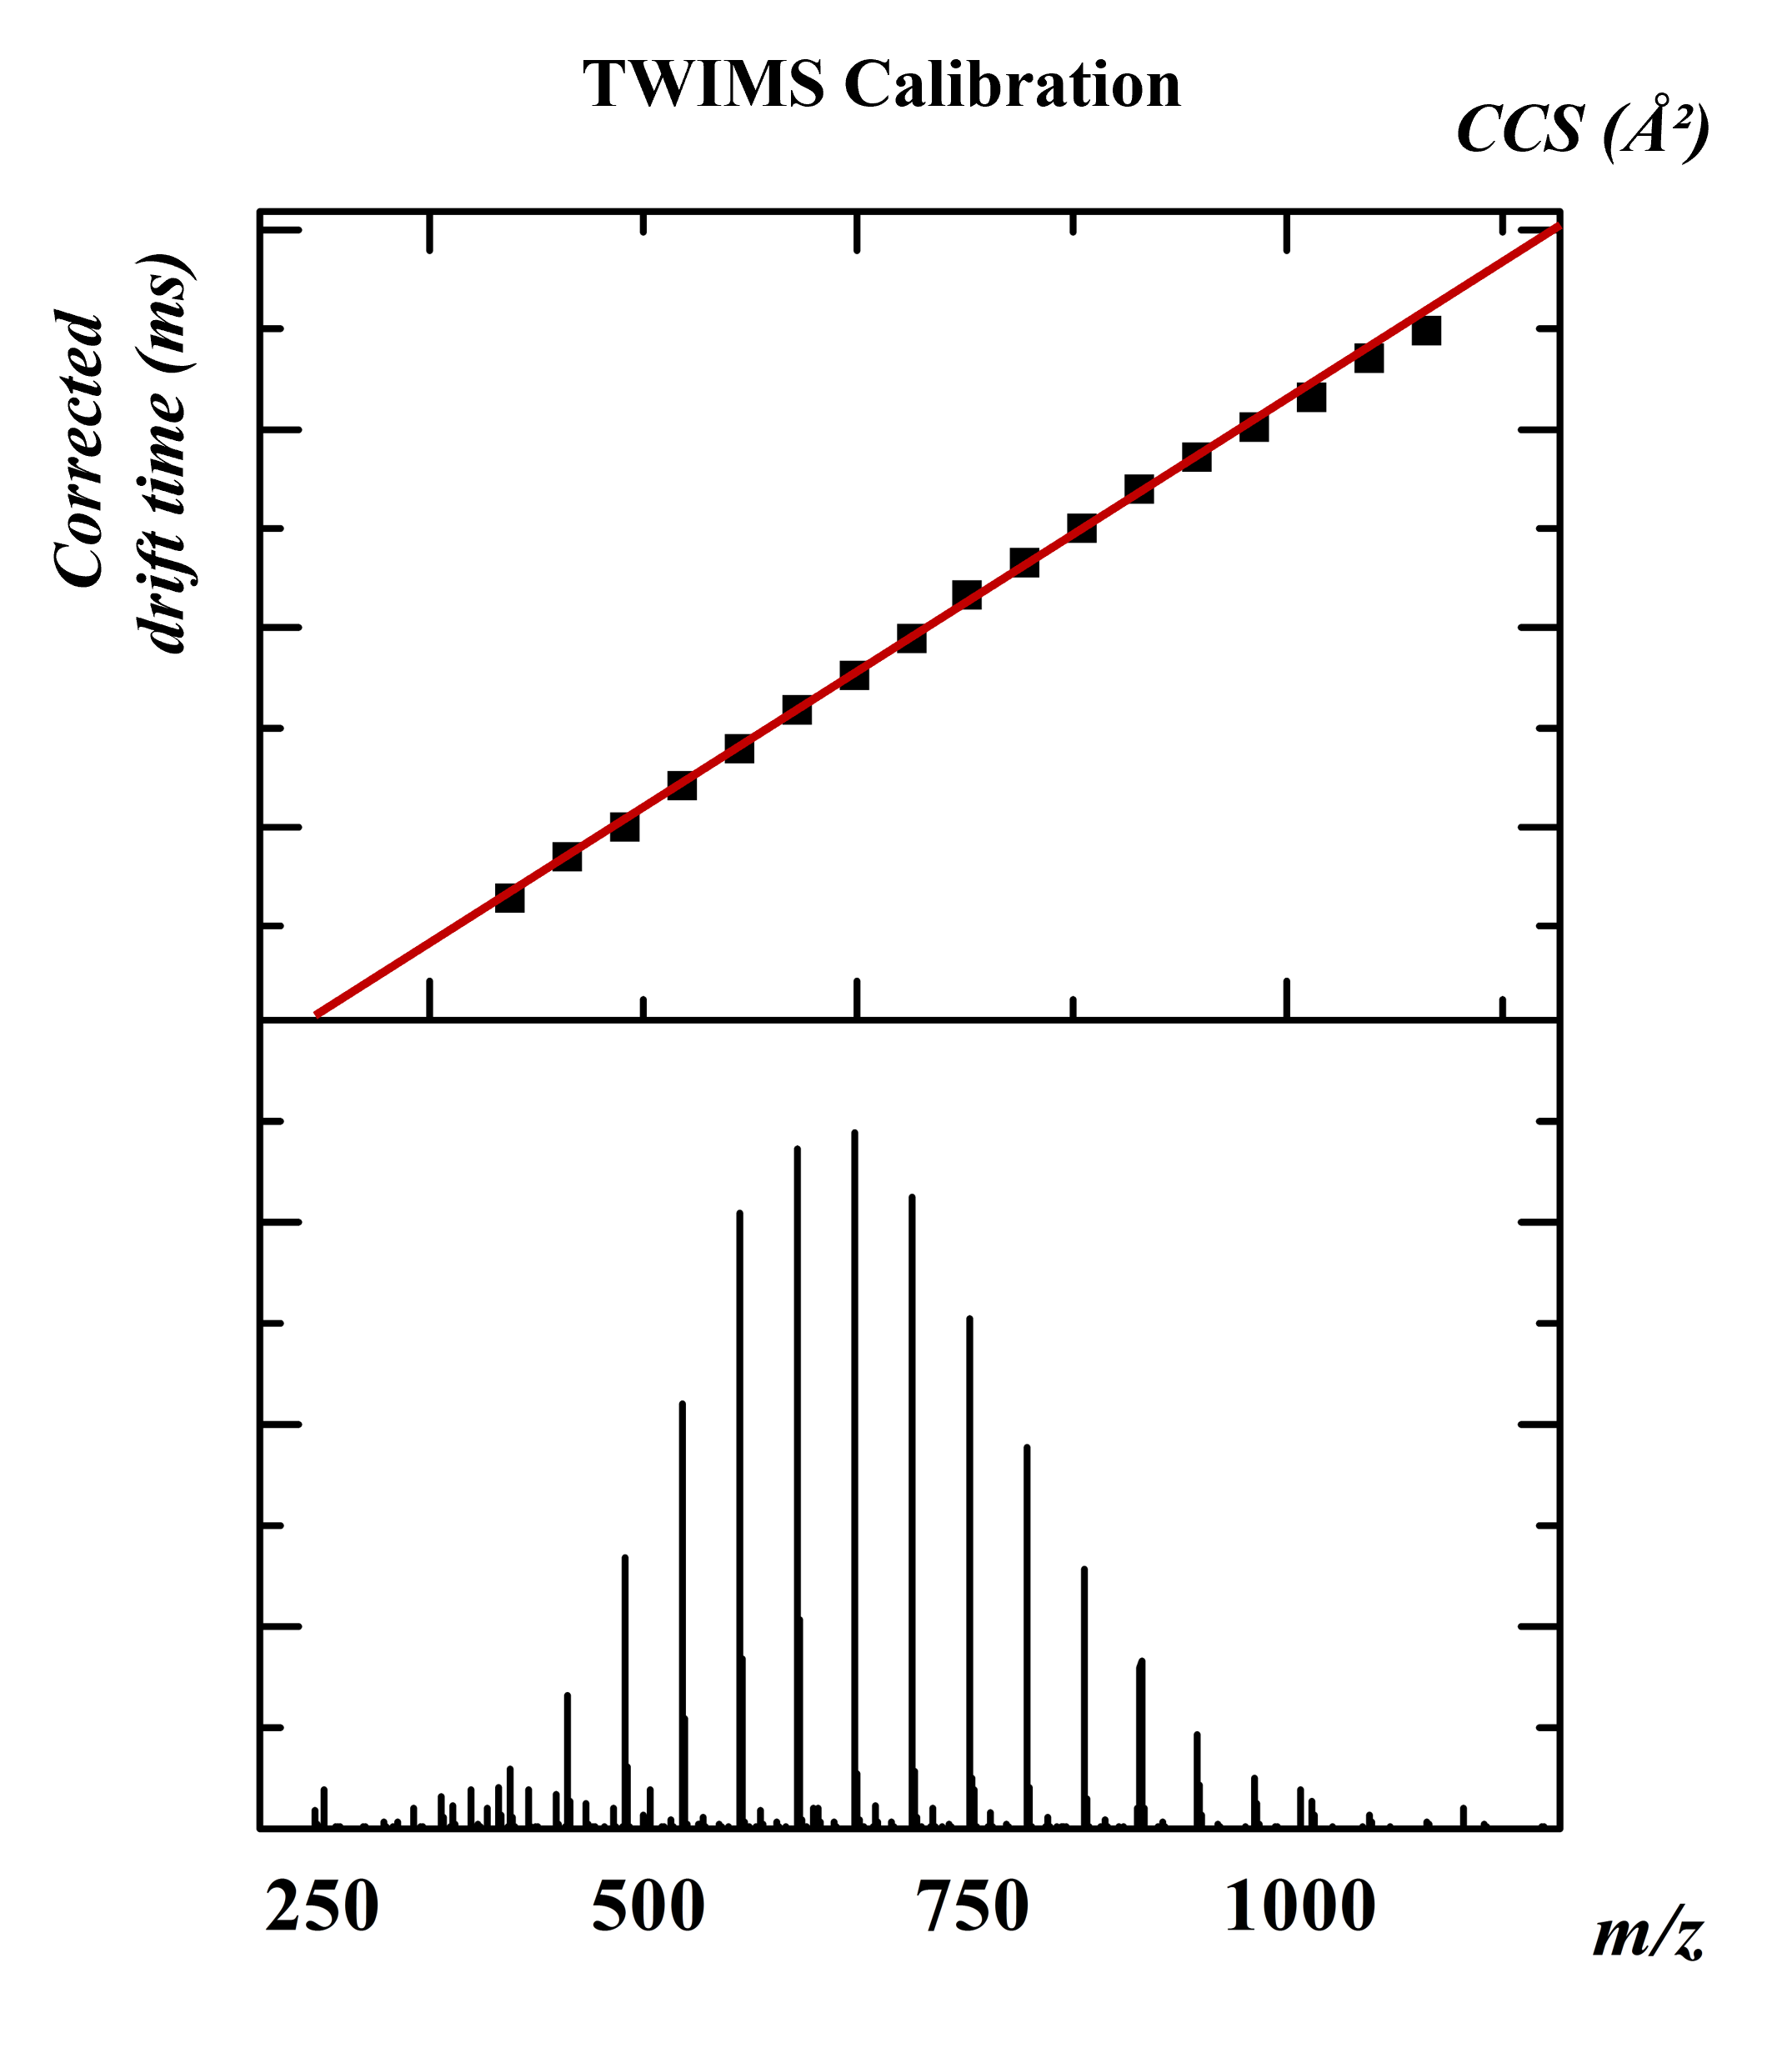 TWIMS Calibration
CCS (Å²)
Corrected
drift time (ms)
250 500 750 1000
m/z